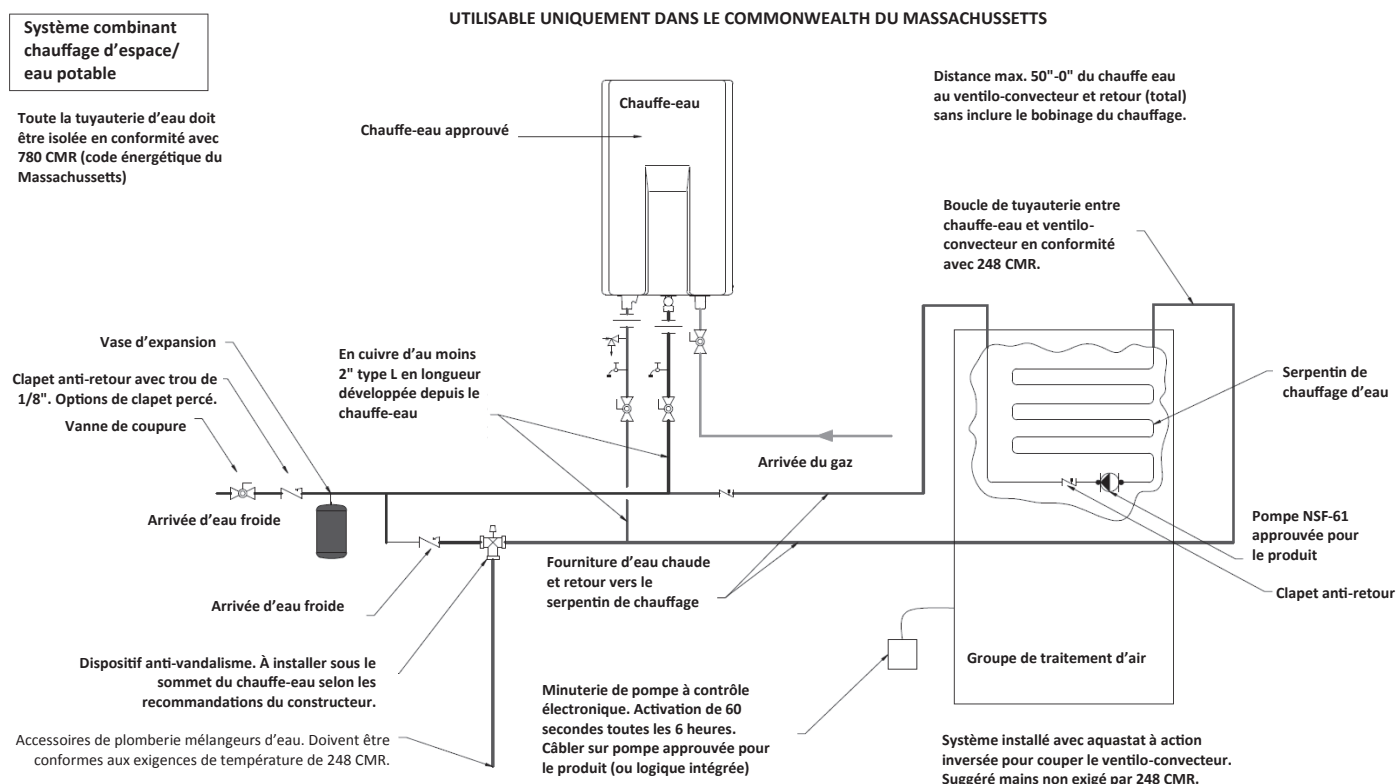 UTILISABLE UNIQUEMENT DANS LE COMMONWEALTH DU MASSACHUSSETTS
Système combinant
chauffage d'espace/
eau potable
Toute la tuyauterie d'eau doit
être isolée en conformité avec
780 CMR (code énergétique du
Massachussetts)
Chauffe-eau
Chauffe-eau approuvé
Distance max. 50"-0" du chauffe eau
au ventilo-convecteur et retour (total)
sans inclure le bobinage du chauffage.
Boucle de tuyauterie entre
chauffe-eau et ventilo-
convecteur en conformité
avec 248 CMR.
Vase d'expansion
Clapet anti-retour avec trou de
1/8". Options de clapet percé.
Vanne de coupure
En cuivre d'au moins
2" type L en longueur
développée depuis le
chauffe-eau
Serpentin de
chauffage d'eau
Arrivée du gaz
Arrivée d'eau froide
Pompe NSF-61
approuvée pour
le produit
Clapet anti-retour
Fourniture d'eau chaude
et retour vers le
serpentin de chauffage
Arrivée d'eau froide
Dispositif anti-vandalisme. À installer sous le
sommet du chauffe-eau selon les
recommandations du constructeur.
Groupe de traitement d'air
Minuterie de pompe à contrôle
électronique. Activation de 60
secondes toutes les 6 heures.
Câbler sur pompe approuvée pour
le produit (ou logique intégrée)
Accessoires de plomberie mélangeurs d'eau. Doivent être
conformes aux exigences de température de 248 CMR.
Système installé avec aquastat à action
inversée pour couper le ventilo-convecteur.
Suggéré mains non exigé par 248 CMR.